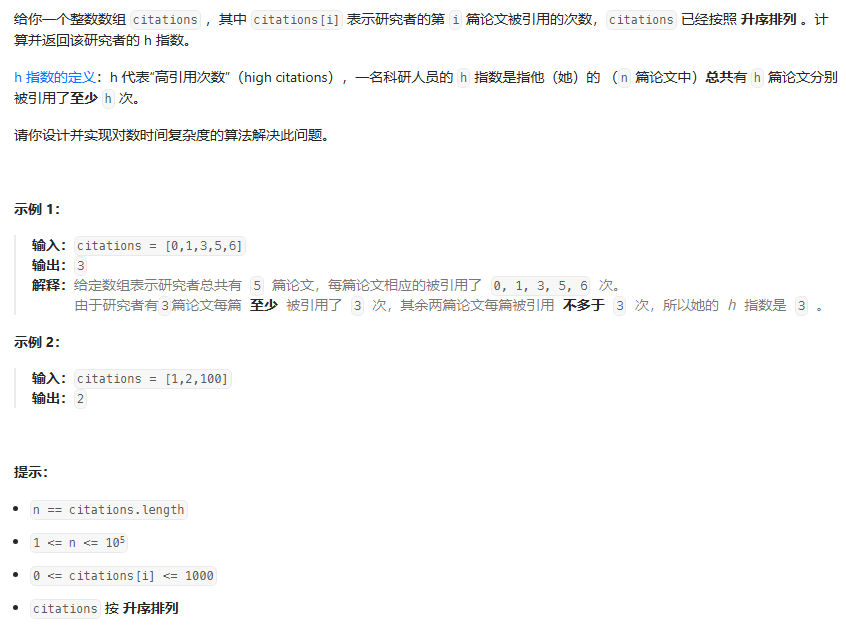 给你一个整数数组 citations ，其中 citations[i] 表示研究者的第 i 篇论文被引用的次数，citations 已经按照 升序排列 。计
算并返回该研究者的 h 指数。
h 指数的定义：h 代表“高引用次数”（high citations），一名科研人员的 h 指数是指他（她）的 （n 篇论文中）总共有 h 篇论文分别
被引用了至少 h 次。
请你设计并实现对数时间复杂度的算法解决此问题。
示例 1：
输入：citations = [0,1,3,5,6]
输出：3
解释：给定数组表示研究者总共有 5 篇论文，每篇论文相应的被引用了 0, 1, 3, 5, 6 次。
由于研究者有3篇论文每篇 至少 被引用了 3 次，其余两篇论文每篇被引用 不多于 3 次，所以她的 h 指数是 3 。
示例 2：
输入：citations = [1,2,100]
输出：2
提示：
• n == citations.length
• 1 <= n <= 10⁵
• 0 <= citations[i] <= 1000
• citations 按 升序排列